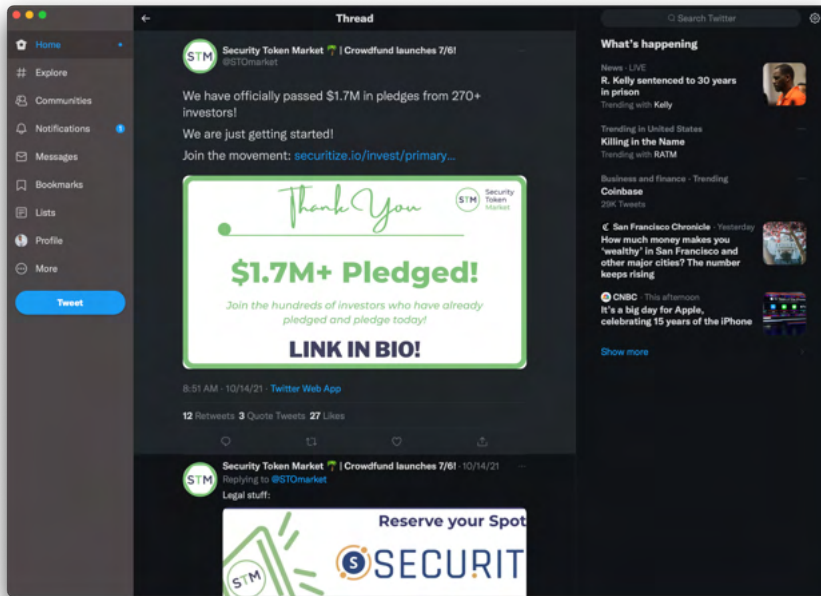 Home
Explore
Communities
Notifications
1
Messages
Bookmarks
Lists
Profile
More
Tweet
Thread
STM
Security Token Market 🌴 | Crowdfund launches 7/6!
@STOmarket
We have officially passed $1.7M in pledges from 270+
investors!
We are just getting started!
Join the movement: securitize.io/invest/primary...
Thank You
STM
Security
Token
Market
$1.7M+ Pledged!
Join the hundreds of investors who have already
pledged and pledge today!
LINK IN BIO!
8:51 AM · 10/14/21 · Twitter Web App
12 Retweets 3 Quote Tweets 27 Likes
STM
Security Token Market 🌴 | Crowdfund launches 7/6! · 10/14/21
Replying to @STOmarket
Legal stuff:
Reserve your Spot
STM
S SECURIT
Search Twitter
What's happening
News · LIVE
R. Kelly sentenced to 30 years
in prison
Trending with Kelly
Trending in United States
Killing in the Name
Trending with RATM
Business and finance · Trending
Coinbase
29K Tweets
San Francisco Chronicle · Yesterday
How much money makes you
'wealthy' in San Francisco and
other major cities? The number
keeps rising
CNBC · This afternoon
It's a big day for Apple,
celebrating 15 years of the iPhone
Show more